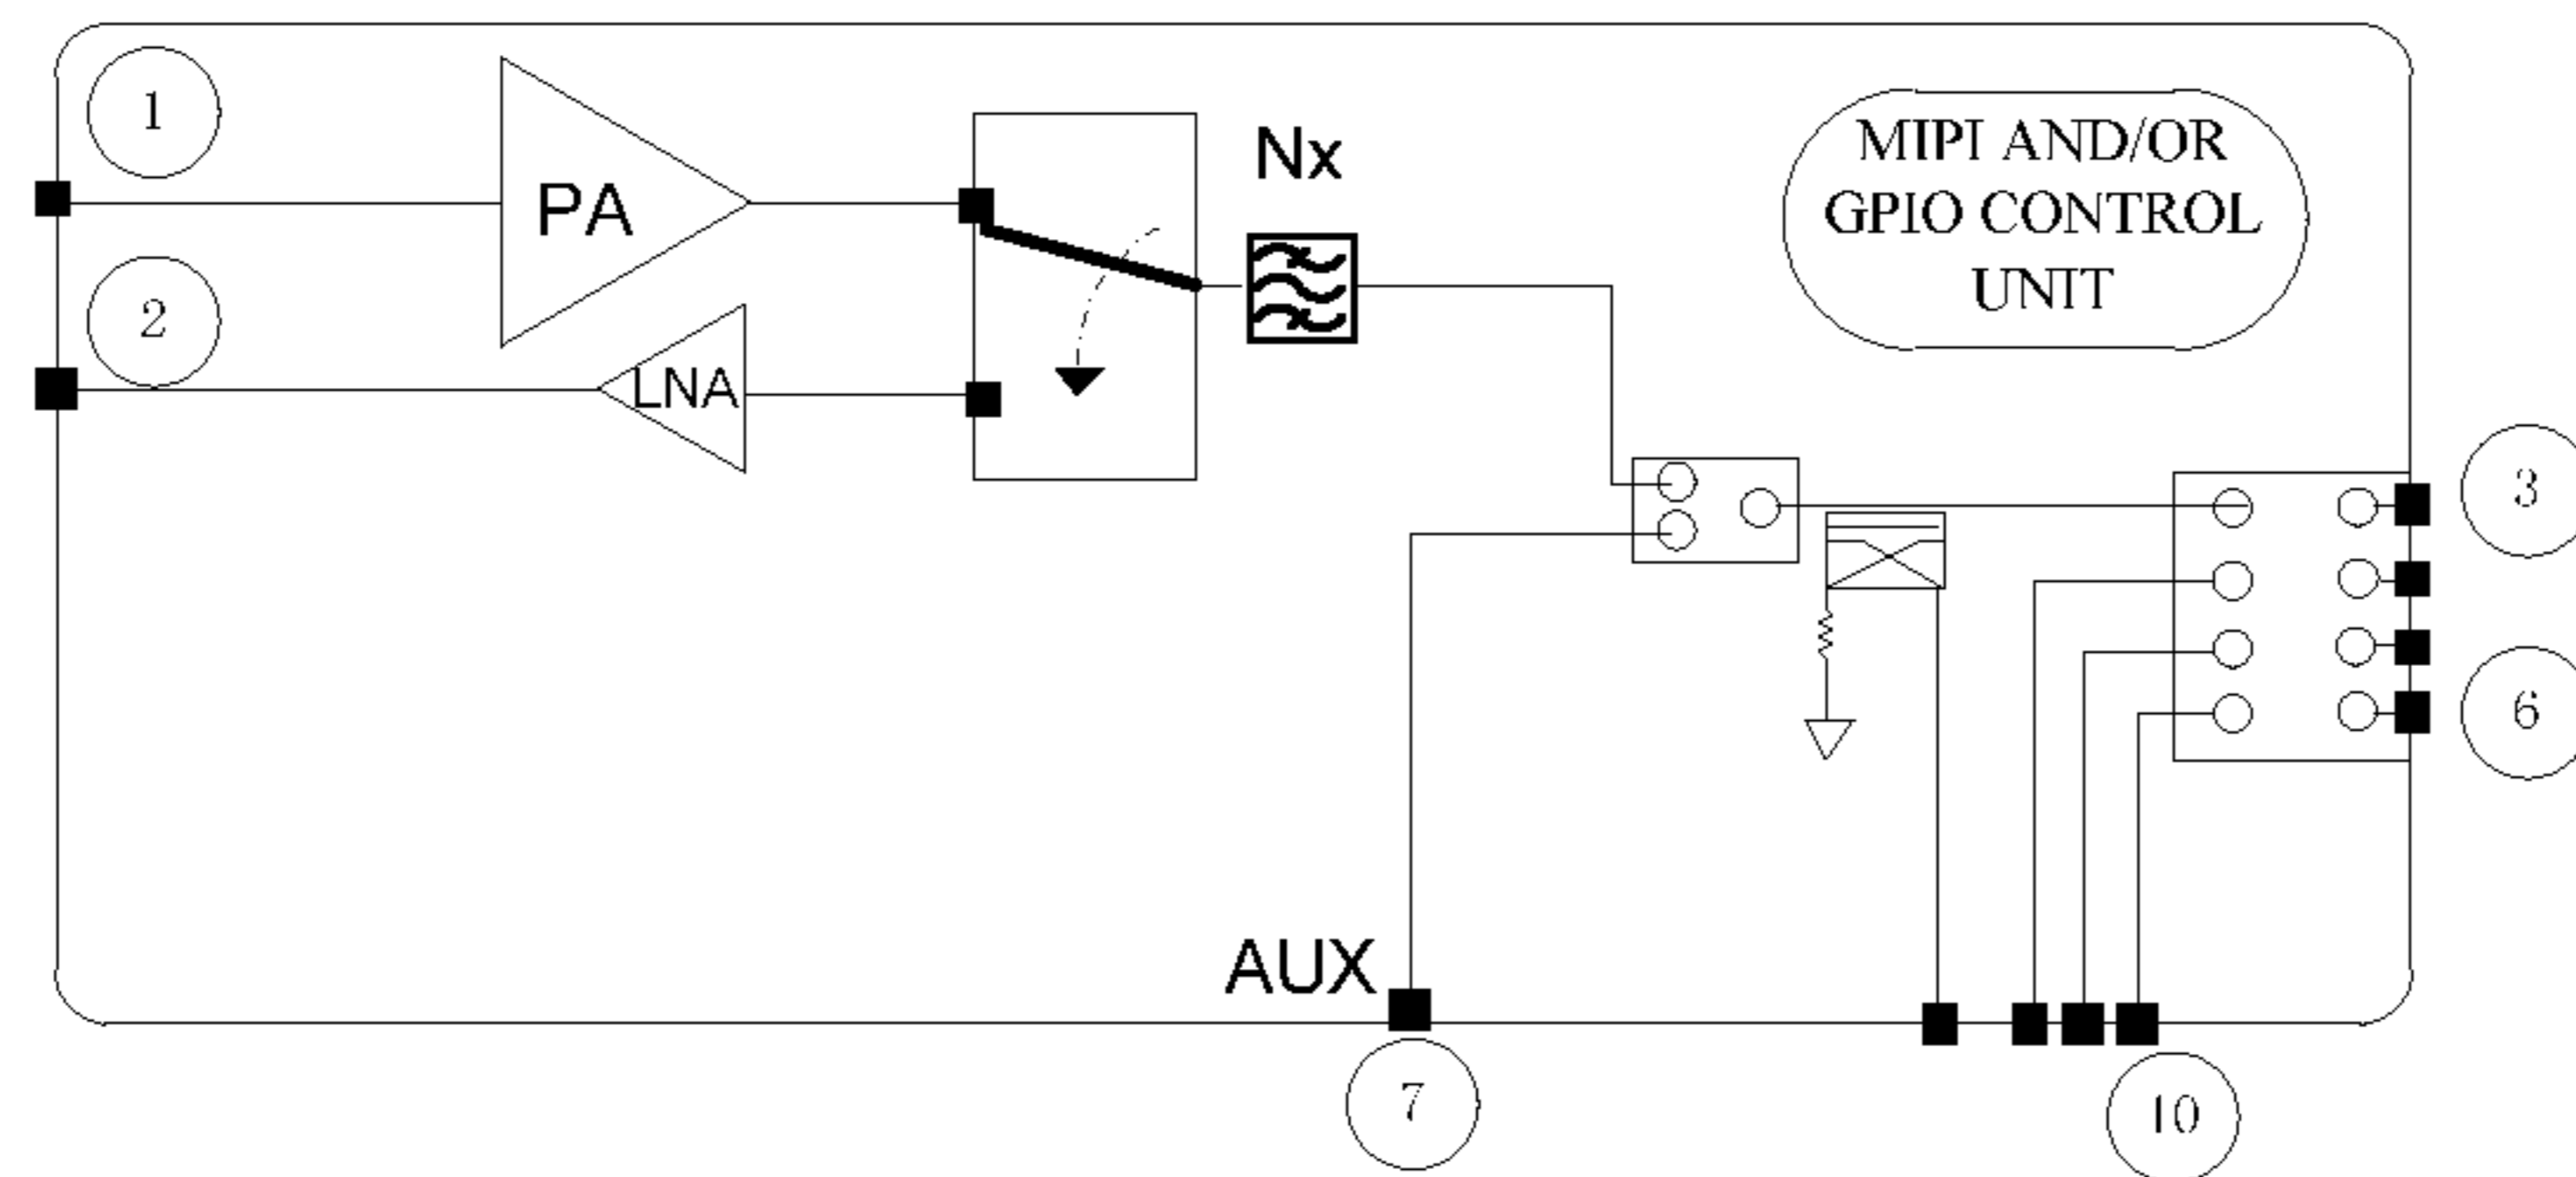 1
PA
Nx
MIPI AND/OR
GPIO CONTROL
UNIT
2
LNA
3
6
AUX
7
10